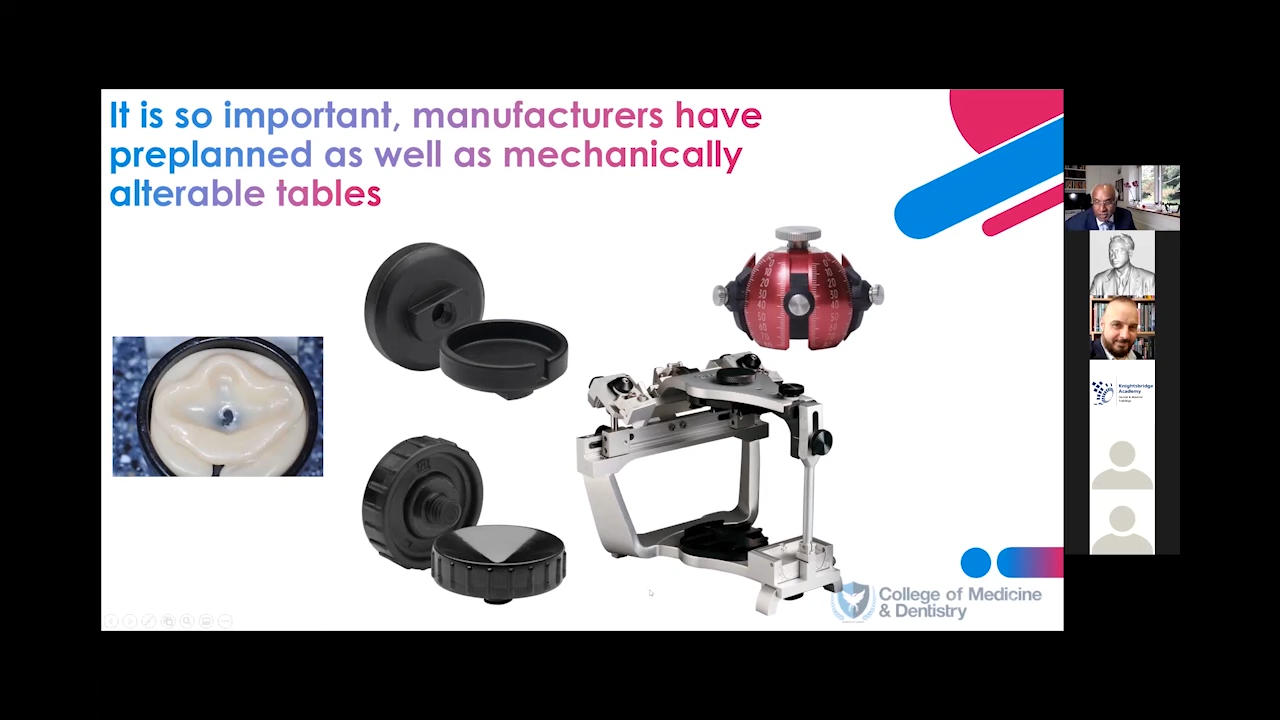 It is so important, manufacturers have
preplanned as well as mechanically
alterable tables
College of Medicine
& Dentistry
Knightsbridge
Academy